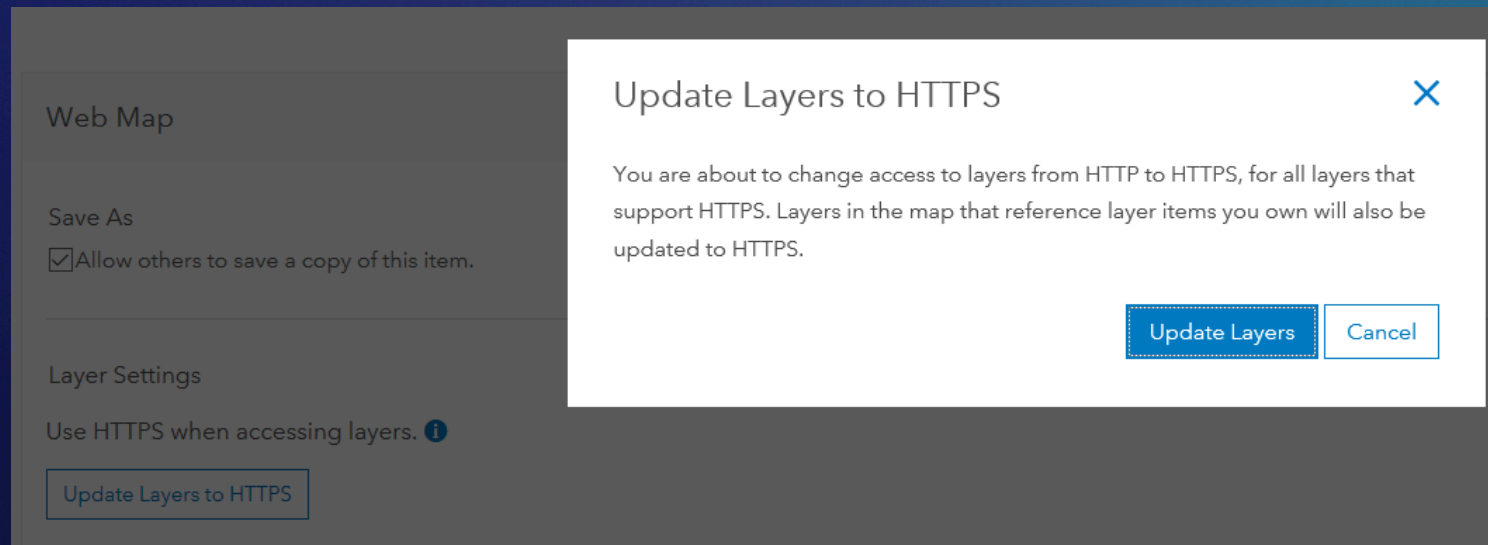 Web Map
Save As
Allow others to save a copy of this item.
Layer Settings
Use HTTPS when accessing layers.
Update Layers to HTTPS
Update Layers to HTTPS
You are about to change access to layers from HTTP to HTTPS, for all layers that
support HTTPS. Layers in the map that reference layer items you own will also be
updated to HTTPS.
Update Layers
Cancel